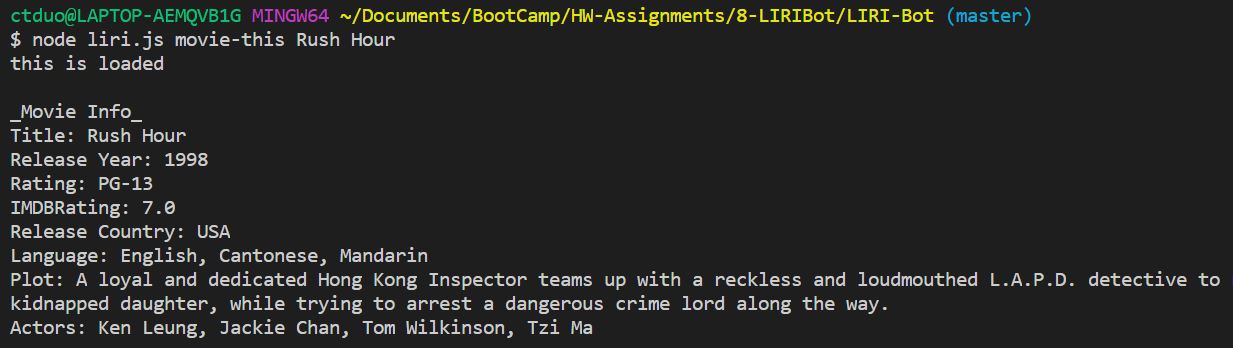 ctduo@LAPTOP-AEMQVB1G MINGW64 ~/Documents/BootCamp/HW-Assignments/8-LIRIBot/LIRI-Bot (master)
$ node liri.js movie-this Rush Hour
this is loaded
_Movie Info_
Title: Rush Hour
Release Year: 1998
Rating: PG-13
IMDBRating: 7.0
Release Country: USA
Language: English, Cantonese, Mandarin
Plot: A loyal and dedicated Hong Kong Inspector teams up with a reckless and loudmouthed L.A.P.D. detective to
kidnapped daughter, while trying to arrest a dangerous crime lord along the way.
Actors: Ken Leung, Jackie Chan, Tom Wilkinson, Tzi Ma